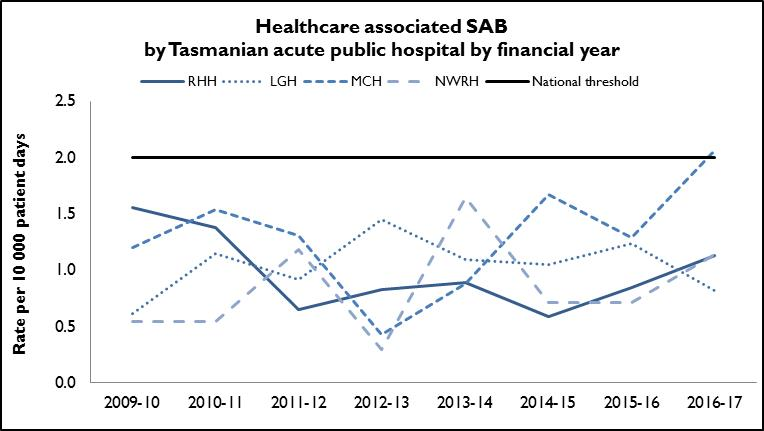 Healthcare associated SAB
by Tasmanian acute public hospital by financial year
RHH LGH MCH NWRH National threshold
Rate per 10 000 patient days
2.5
2.0
1.5
1.0
0.5
0.0
2009-10 2010-11 2011-12 2012-13 2013-14 2014-15 2015-16 2016-17